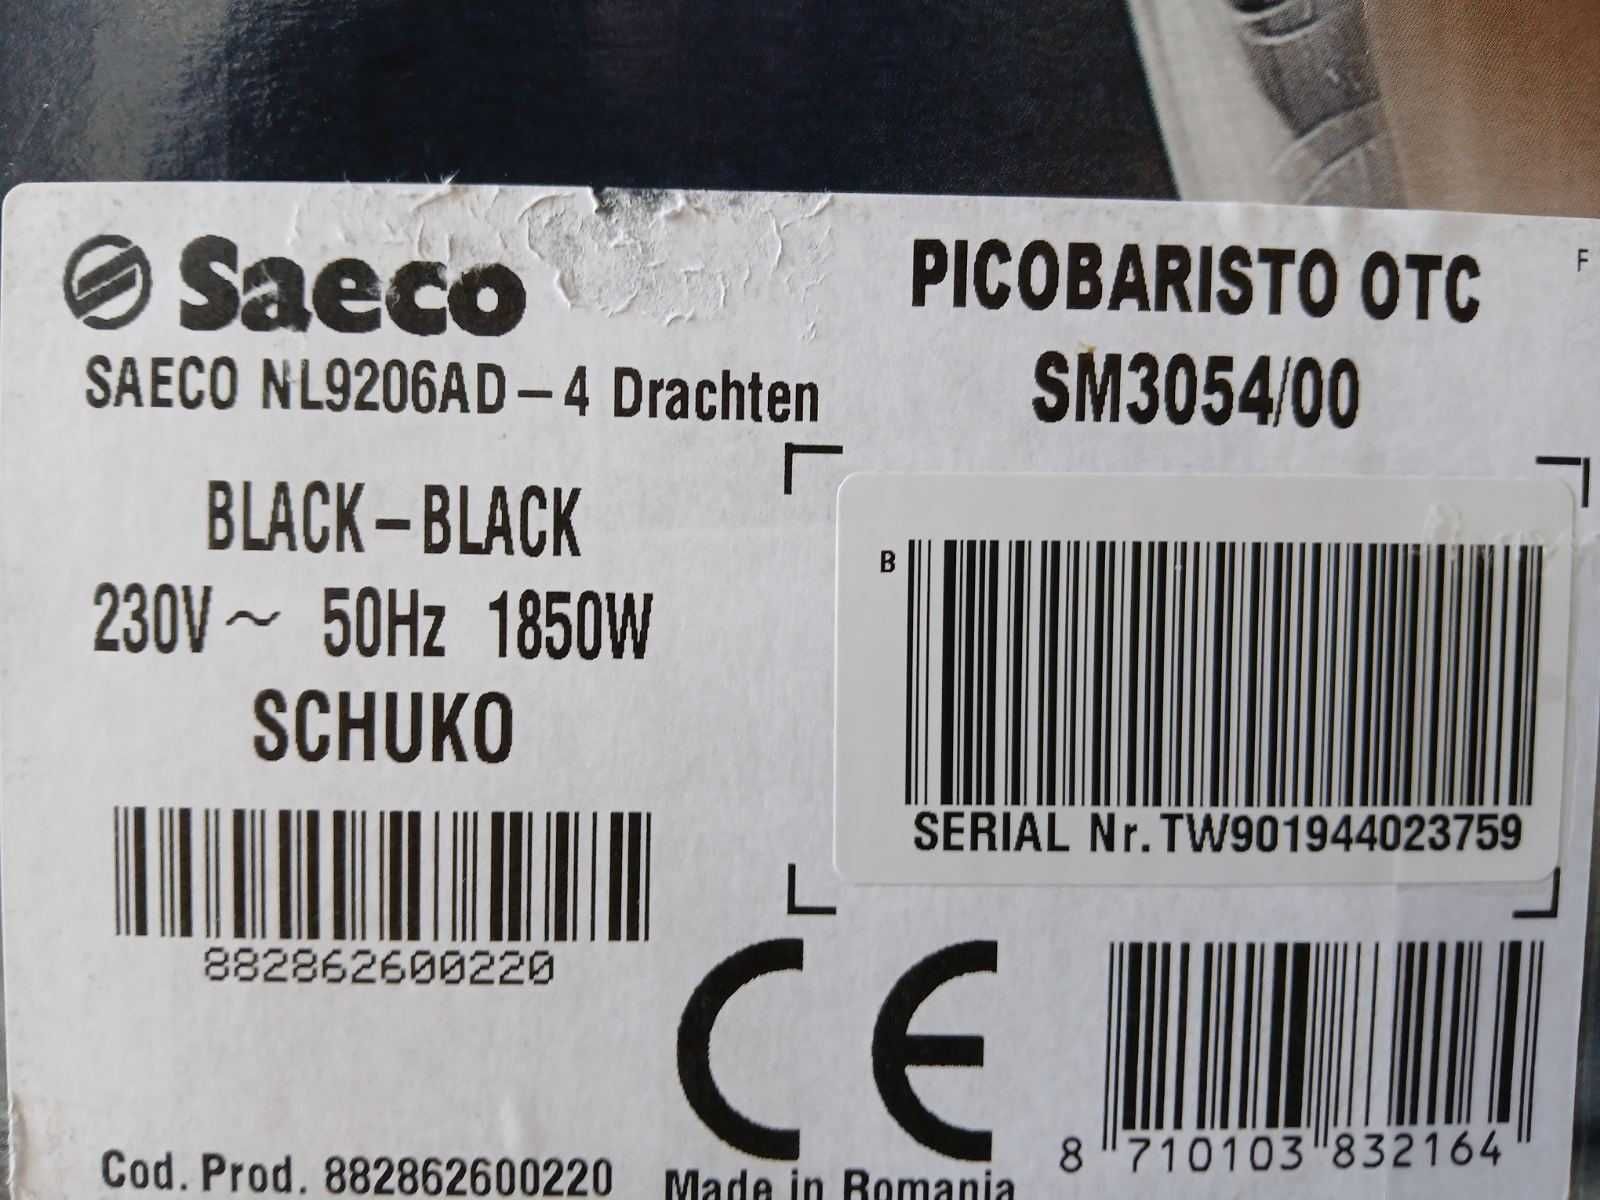 Saeco
SAECO NL9206AD-4 Drachten
BLACK-BLACK
230V~ 50Hz 1850W
SCHUKO
882862600220
Cod. Prod. 882862600220
PICOBARISTO OTC
F
SM3054/00
B
SERIAL Nr. TW901944023759
CE
Made in Romania
8 710103 832164